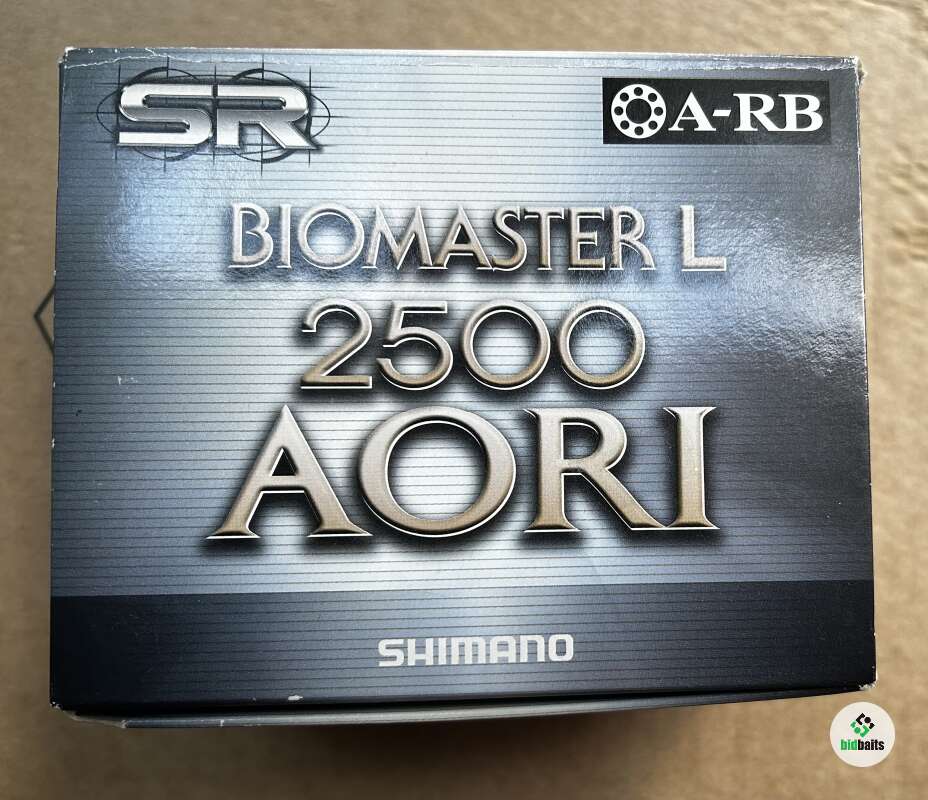 SR
A-RB
BIOMASTER L
2500
AORI
SHIMANO
bidbaits